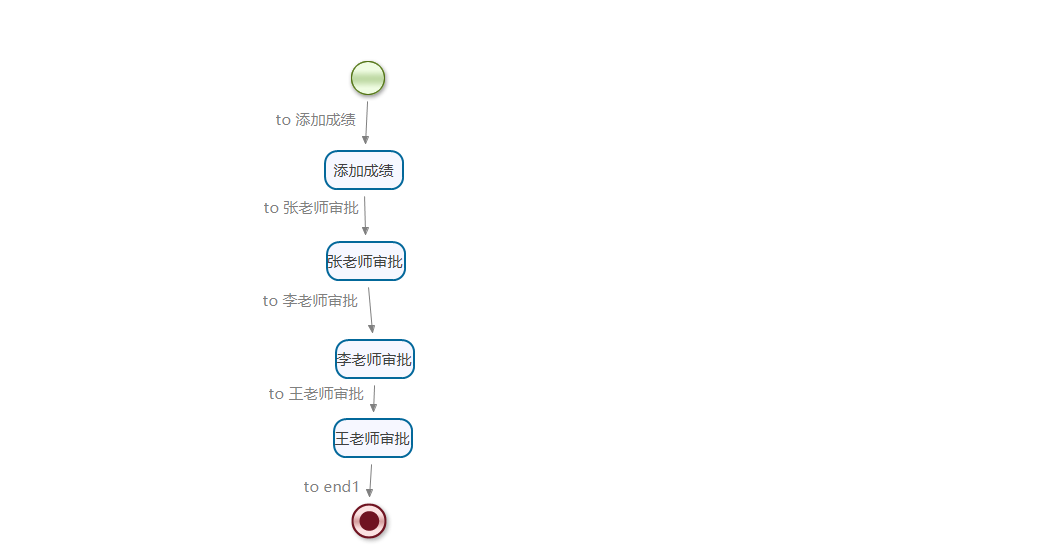 to 添加成绩
添加成绩
to 张老师审批
张老师审批
to 李老师审批
李老师审批
to 王老师审批
王老师审批
to end1